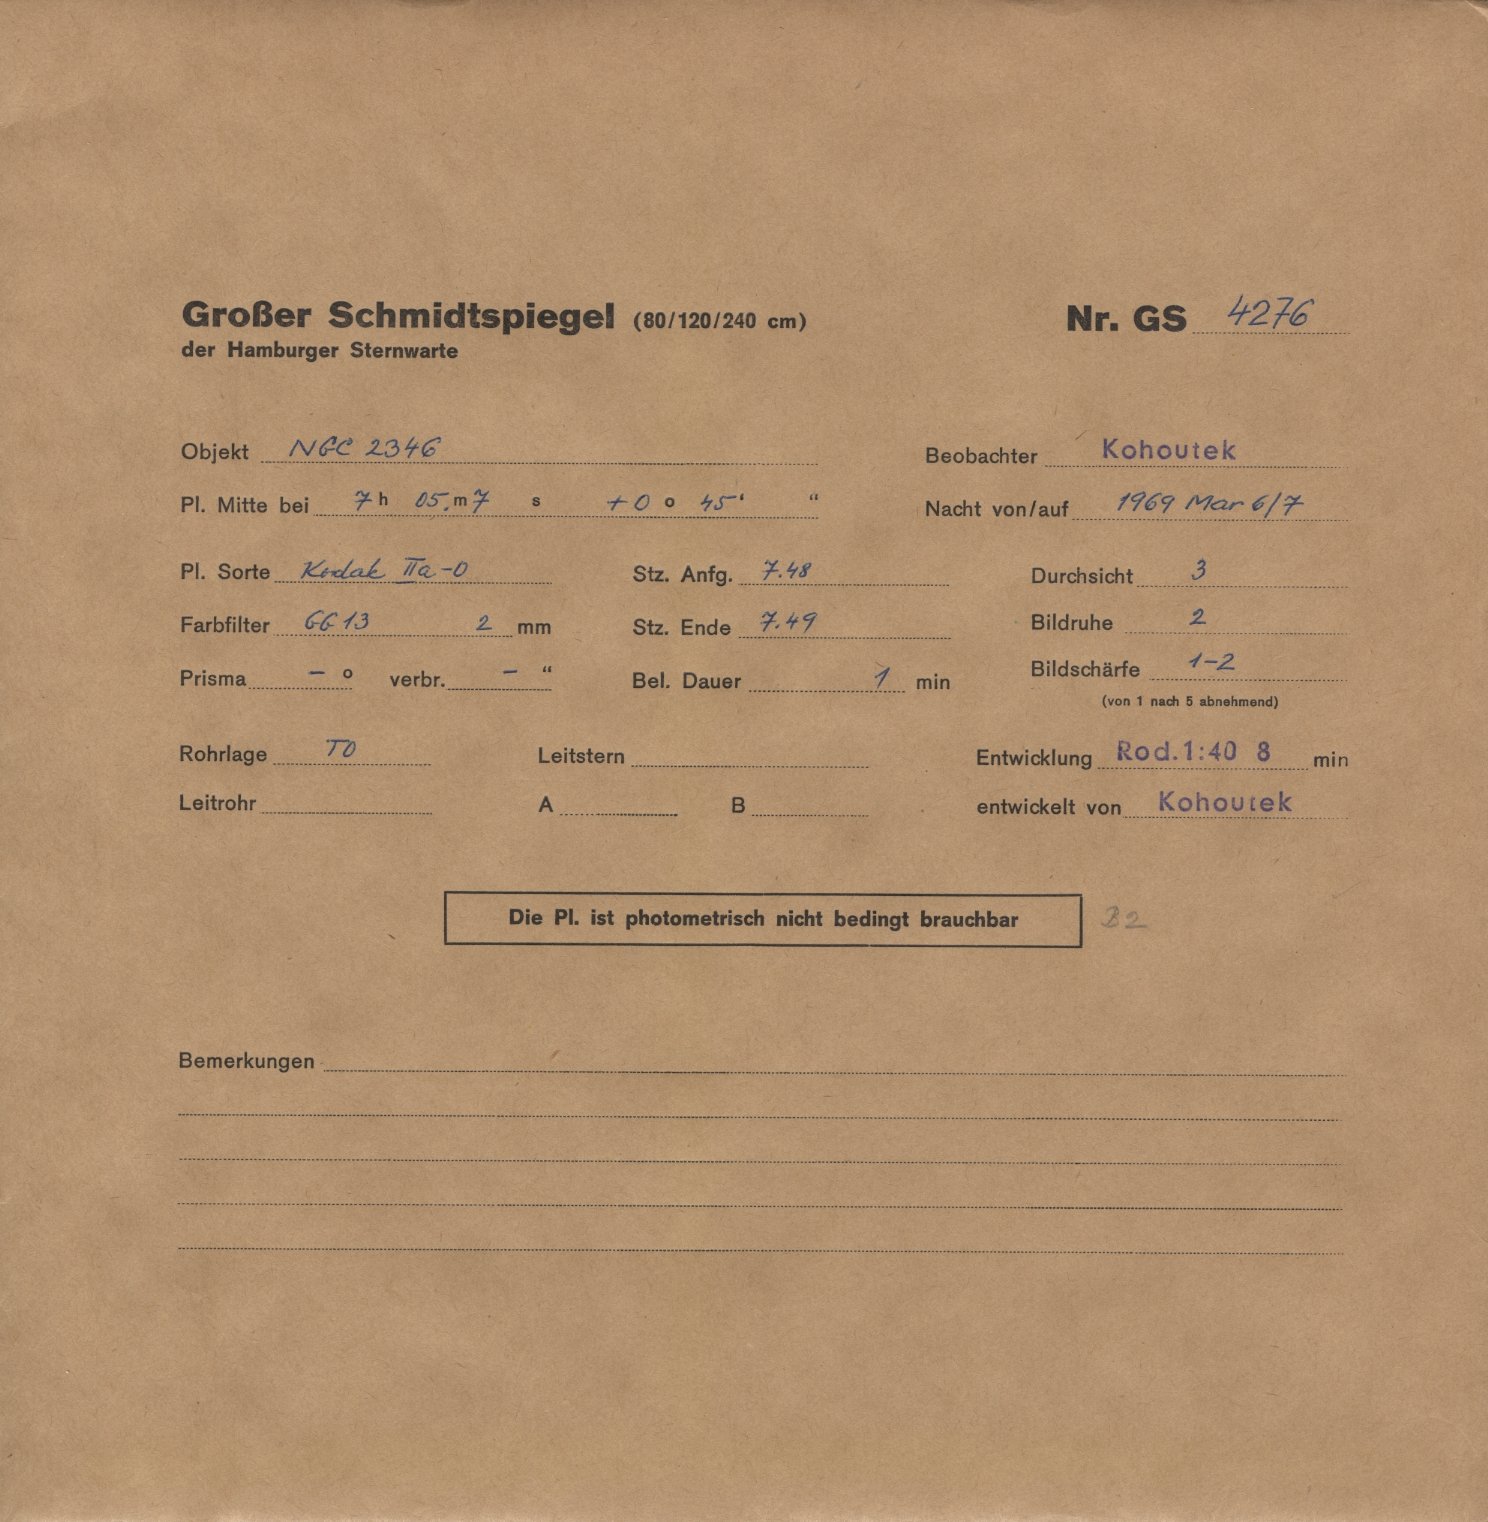 Großer Schmidtspiegel (80/120/240 cm) Nr. GS 4276
der Hamburger Sternwarte
Objekt NGC 2346 Beobachter Kohoutek
Pl. Mitte bei 7 h 05. m 7 s +0 o 45 ‘ “ Nacht von/auf 1969 Mar 6/7
Pl. Sorte Kodak IIa-O Stz. Anfg. 7.48 Durchsicht 3
Farbfilter GG 13 2 mm Stz. Ende 7.49 Bildruhe 2
Prisma – o verbr. – “ Bel. Dauer 1 min Bildschärfe 1-2
(von 1 nach 5 abnehmend)
Rohrlage TO Leitstern Entwicklung Rod.1:40 8 min
Leitrohr A B entwickelt von Kohoutek
Die Pl. ist photometrisch nicht bedingt brauchbar B2
Bemerkungen